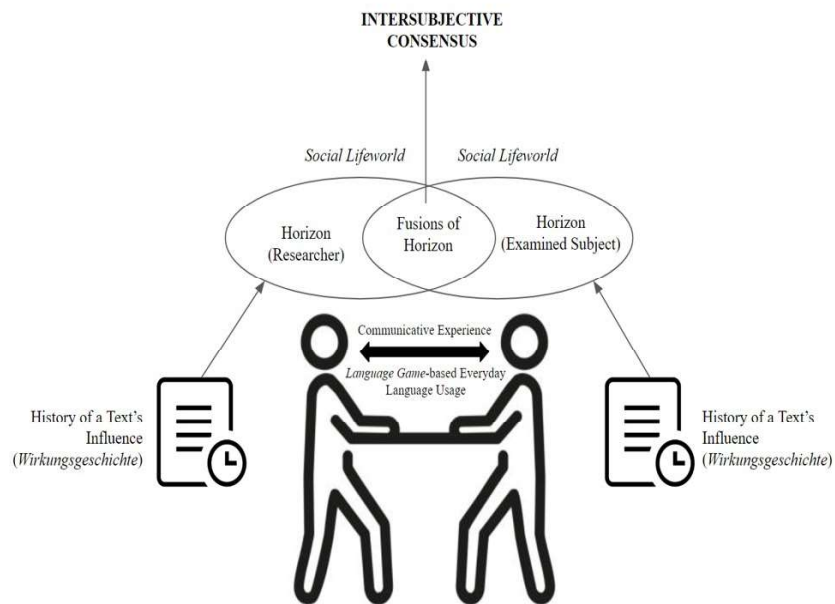 INTERSUBJECTIVE
CONSENSUS
Social Lifeworld
Social Lifeworld
Horizon
(Researcher)
Fusions of
Horizon
Horizon
(Examined Subject)
Communicative Experience
Language Game-based Everyday
Language Usage
History of a Text's
Influence
(Wirkungsgeschichte)
History of a Text's
Influence
(Wirkungsgeschichte)